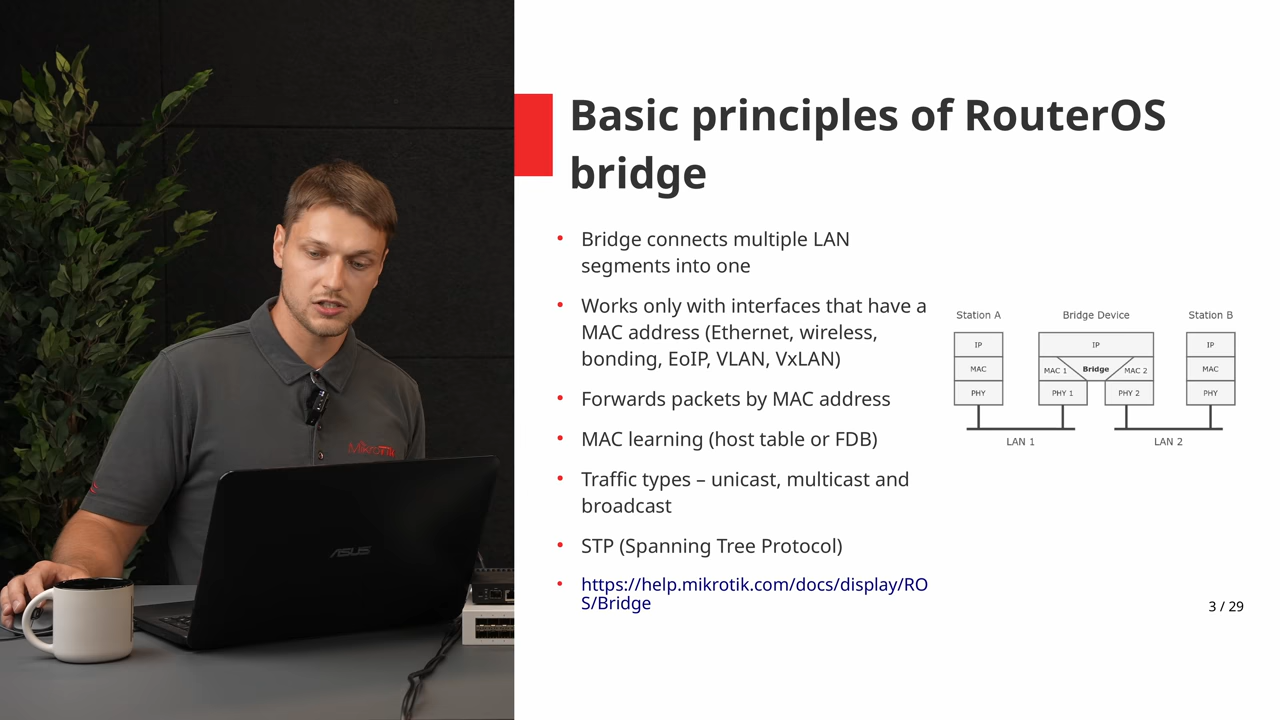 Basic principles of RouterOS
bridge
• Bridge connects multiple LAN
segments into one
• Works only with interfaces that have a
MAC address (Ethernet, wireless,
bonding, EoIP, VLAN, VxLAN)
• Forwards packets by MAC address
• MAC learning (host table or FDB)
• Traffic types – unicast, multicast and
broadcast
• STP (Spanning Tree Protocol)
• https://help.mikrotik.com/docs/display/RO
S/Bridge
Station A
IP
MAC
PHY
Bridge Device
IP
MAC 1
Bridge
MAC 2
PHY 1
PHY 2
Station B
IP
MAC
PHY
LAN 1
LAN 2
3 / 29
MikroTik
ASUS